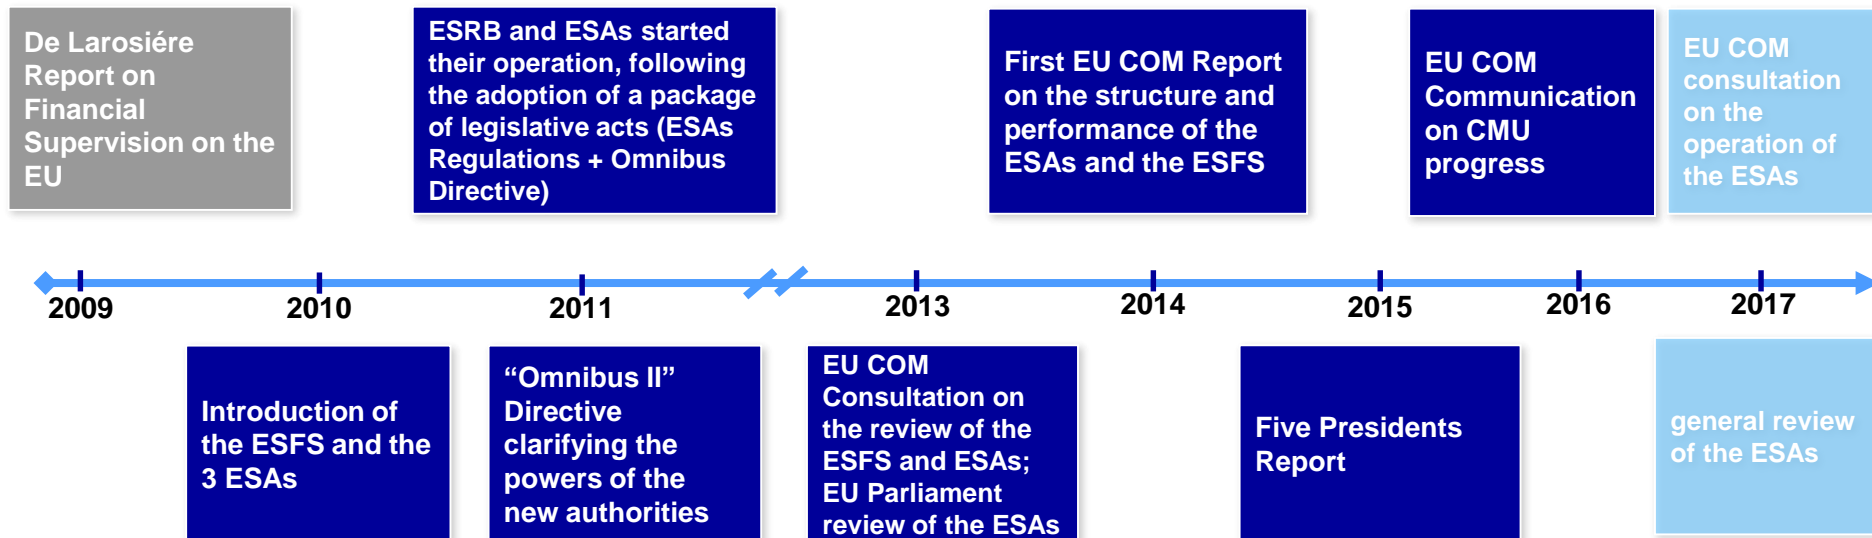 De Larosiére
Report on
Financial
Supervision on the
EU
ESRB and ESAs started
their operation, following
the adoption of a package
of legislative acts (ESAs
Regulations + Omnibus
Directive)
First EU COM Report
on the structure and
performance of the
ESAs and the ESFS
EU COM
Communication
on CMU
progress
EU COM
consultation
on the
operation of
the ESAs
2009
2010
2011
2013
2014
2015
2016
2017
Introduction of
the ESFS and the
3 ESAs
“Omnibus II”
Directive
clarifying the
powers of the
new authorities
EU COM
Consultation on
the review of the
ESFS and ESAs;
EU Parliament
review of the ESAs
Five Presidents
Report
general review
of the ESAs